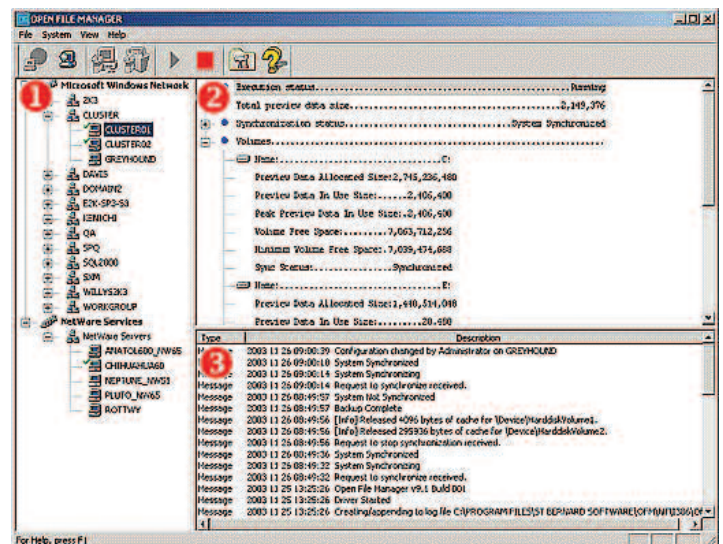 OPEN FILE MANAGER
File System View Help
1
Microsoft Windows Network
2K3
CLUSTER
CLUSTER01
CLUSTER02
GREYHOUND
DAVIS
DOMAIN2
E2K-SP3-S3
KENICHI
QA
SPQ
SQL2000
SXM
WILLYS2K3
WORKGROUP
NetWare Services
NetWare Servers
ANATOL600_NW65
CHIHUAHUA60
NEPTUNE_NW51
PLUTO_NW65
ROTTWY
2
Execution status...Running
Total preview data size...2,149,376
Synchronization status...System Synchronized
Volumes...
Name:...C:
Preview Data Allocated Size:2,745,236,480
Preview Data In Use Size:...2,406,400
Peak Preview Data In Use Size:..2,406,400
Volume Free Space:...7,063,712,256
Minimum Volume Free Space:.7,039,474,688
Sync Status:...Synchronized
Name:...E:
Preview Data Allocated Size:1,440,514,048
Preview Data In Use Size:...20,480
3
Type Description
Message 2003 11 26 09:00:39 Configuration changed by Administrator on GREYHOUND
2003 11 26 09:00:18 System Synchronized
2003 11 26 09:00:14 System Synchronizing
Message 2003 11 26 09:00:14 Request to synchronize received.
Message 2003 11 26 08:49:57 System Not Synchronized
Message 2003 11 26 08:49:57 Backup Complete
Message 2003 11 26 08:49:56 [Info] Released 4096 bytes of cache for \Device\HarddiskVolume1.
Message 2003 11 26 08:49:56 [Info] Released 295936 bytes of cache for \Device\HarddiskVolume2.
Message 2003 11 26 08:49:56 Request to stop synchronization received.
Message 2003 11 26 08:49:36 System Synchronized
Message 2003 11 26 08:49:32 System Synchronizing
Message 2003 11 26 08:49:32 Request to synchronize received.
Message 2003 11 25 13:25:26 Open File Manager v9.1 Build 001
Message 2003 11 25 13:25:26 Driver Started
Message 2003 11 25 13:25:26 Creating/appending to log file C:\PROGRAM FILES\ST BERNARD SOFTWARE\OFM\NT\I386\OF
For Help, press F1